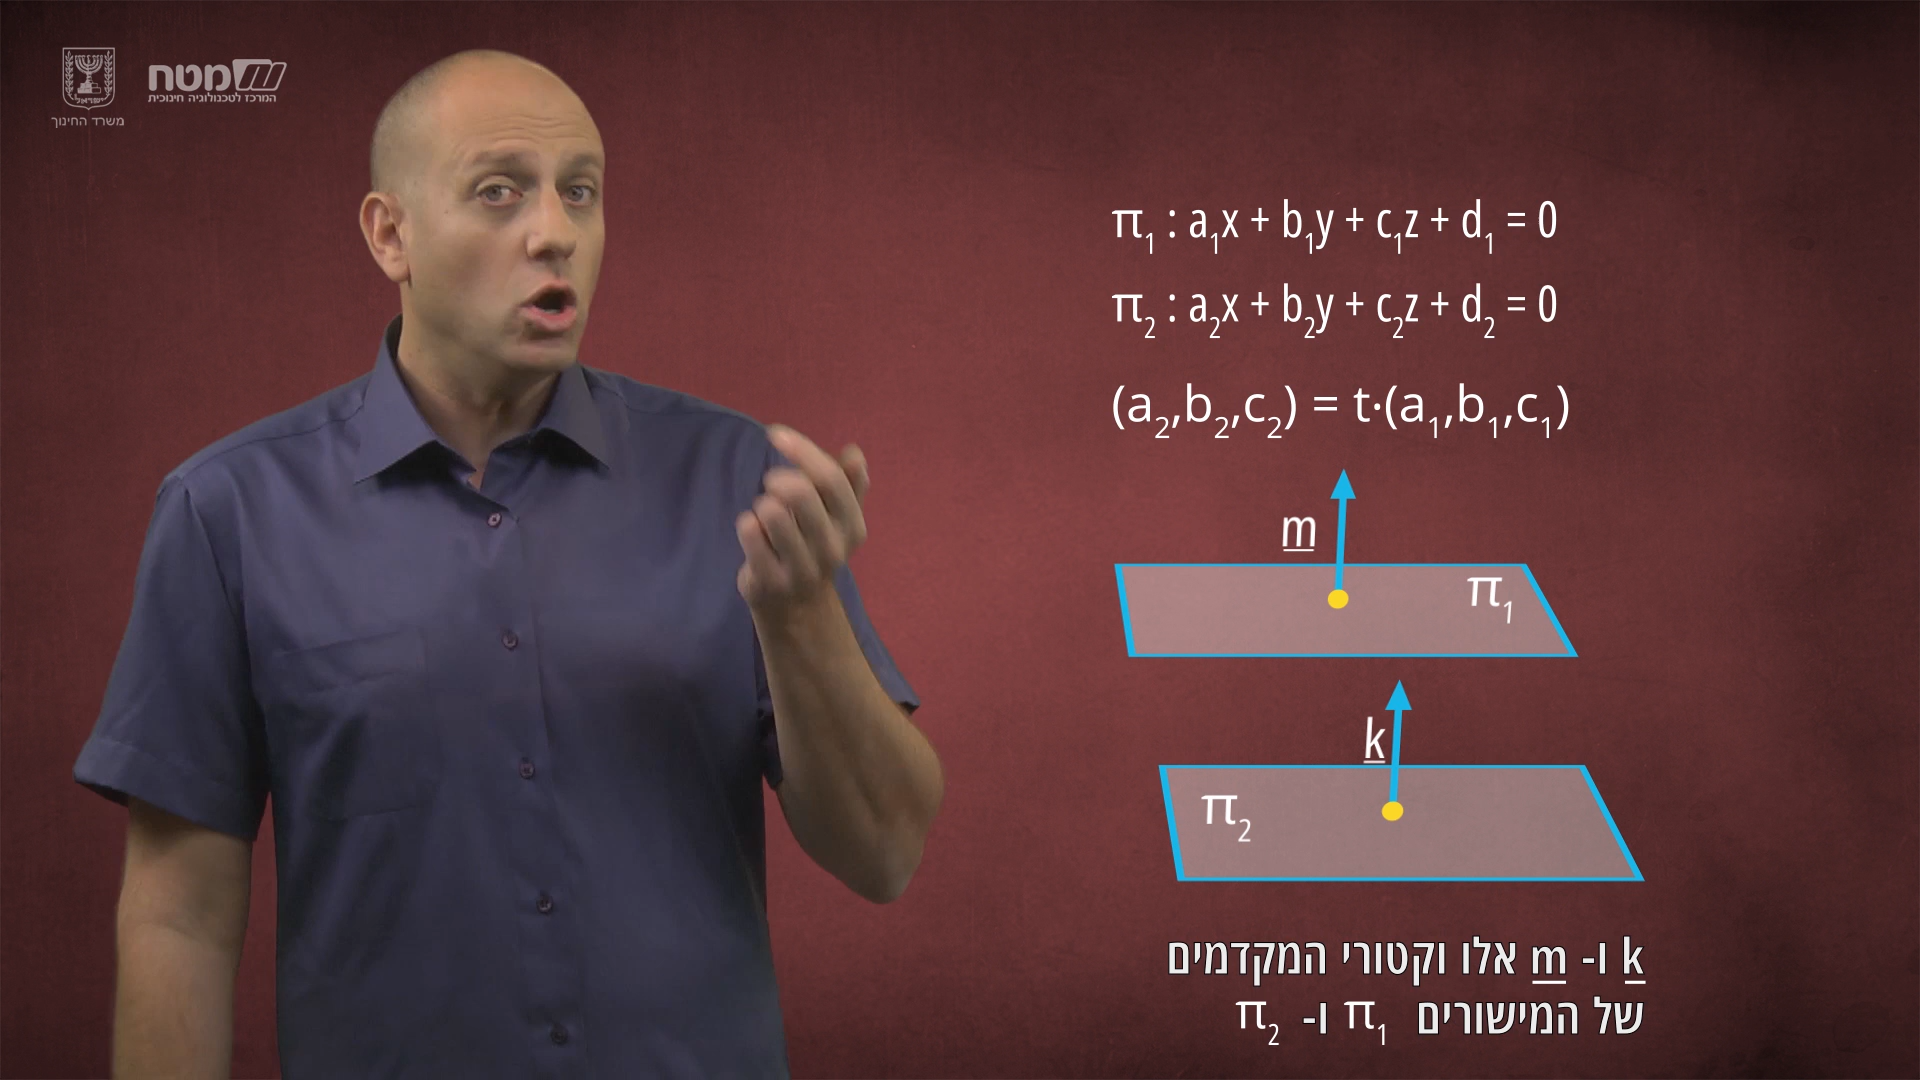 משרד החינוך
מטח
המרכז לטכנולוגיה חינוכית
π₁ : a₁x + b₁y + c₁z + d₁ = 0
π₂ : a₂x + b₂y + c₂z + d₂ = 0
(a₂,b₂,c₂) = t·(a₁,b₁,c₁)
m
π₁
k
π₂
k ו- m אלו וקטורי המקדמים
של המישורים π₁ ו- π₂